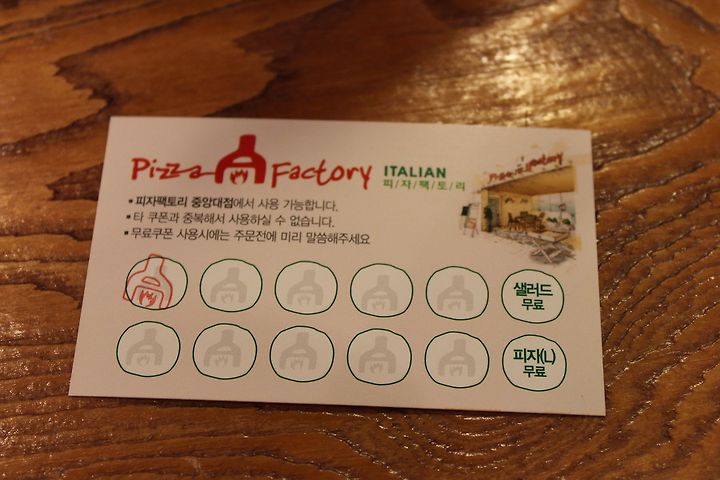 Pizza Factory ITALIAN
피/자/팩/토/리
▪ 피자팩토리 중앙대점에서 사용 가능합니다.
▪ 타 쿠폰과 중복해서 사용하실 수 없습니다.
▪ 무료쿠폰 사용시에는 주문전에 미리 말씀해주세요
샐러드
무료
피자(L)
무료